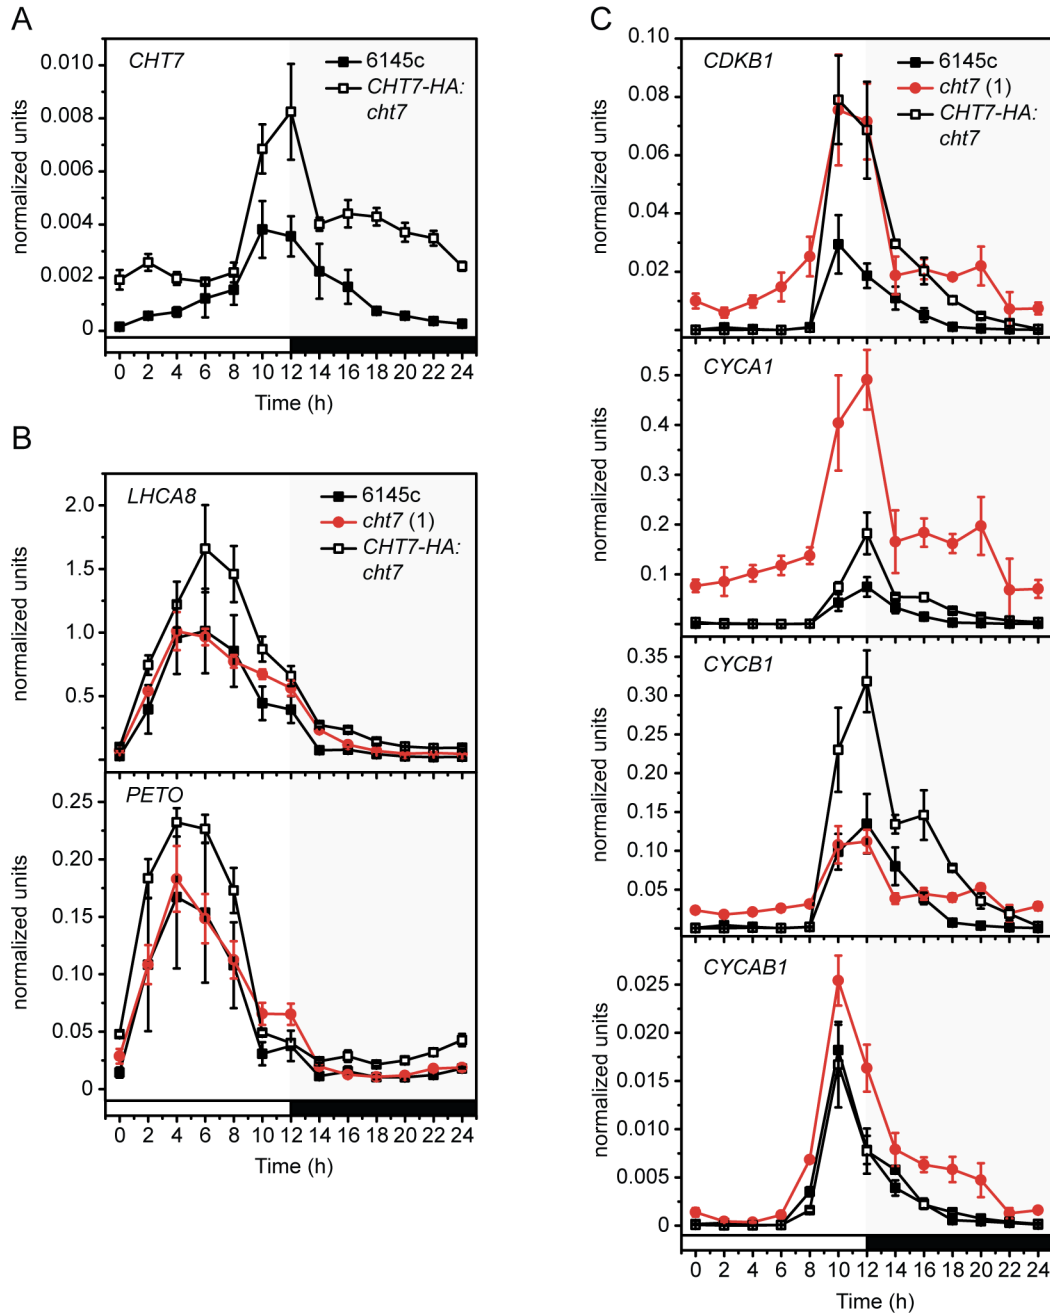 A
CHT7
6145c
CHT7-HA:
cht7
normalized units
0.010
0.008
0.006
0.004
0.002
0
0 2 4 6 8 10 12 14 16 18 20 22 24
Time (h)
B
LHCA8
6145c
cht7 (1)
CHT7-HA:
cht7
normalized units
2.0
1.5
1.0
0.5
PETO
normalized units
0.25
0.20
0.15
0.10
0.05
0
0 2 4 6 8 10 12 14 16 18 20 22 24
Time (h)
C
CDKB1
6145c
cht7 (1)
CHT7-HA:
cht7
normalized units
0.10
0.08
0.06
0.04
0.02
CYCA1
normalized units
0.5
0.4
0.3
0.2
0.1
CYCB1
normalized units
0.35
0.30
0.25
0.20
0.15
0.10
0.05
CYCAB1
normalized units
0.025
0.020
0.015
0.010
0.005
0
0 2 4 6 8 10 12 14 16 18 20 22 24
Time (h)